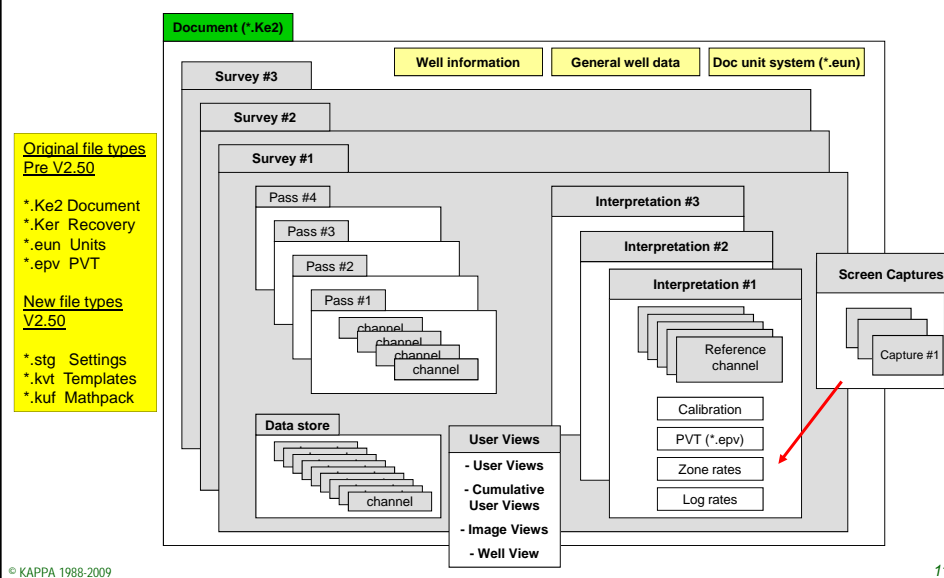 Document (*.Ke2)
Well information
General well data
Doc unit system (*.eun)
Survey #3
Survey #2
Survey #1
Original file types
Pre V2.50
*.Ke2 Document
*.Ker Recovery
*.eun Units
*.epv PVT
New file types
V2.50
*.stg Settings
*.kvt Templates
*.kuf Mathpack
Pass #4
Pass #3
Pass #2
Pass #1
channel
channel
channel
channel
Data store
channel
User Views
- User Views
- Cumulative
User Views
- Image Views
- Well View
Interpretation #3
Interpretation #2
Interpretation #1
Reference
channel
Calibration
PVT (*.epv)
Zone rates
Log rates
Screen Captures
Capture #1
© KAPPA 1988-2009